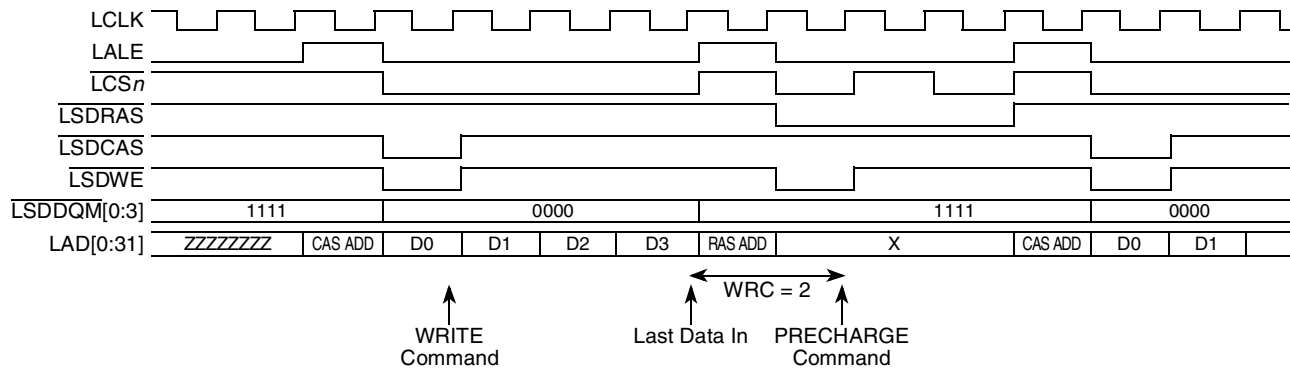 LCLK
LALE
LCSn
LSDRAS
LSDCAS
LSDWE
LSDDQM[0:3] 1111 0000 1111 0000
LAD[0:31] ZZZZZZZZ CAS ADD D0 D1 D2 D3 RAS ADD X CAS ADD D0 D1
WRC = 2
WRITE Command
Last Data In
PRECHARGE Command